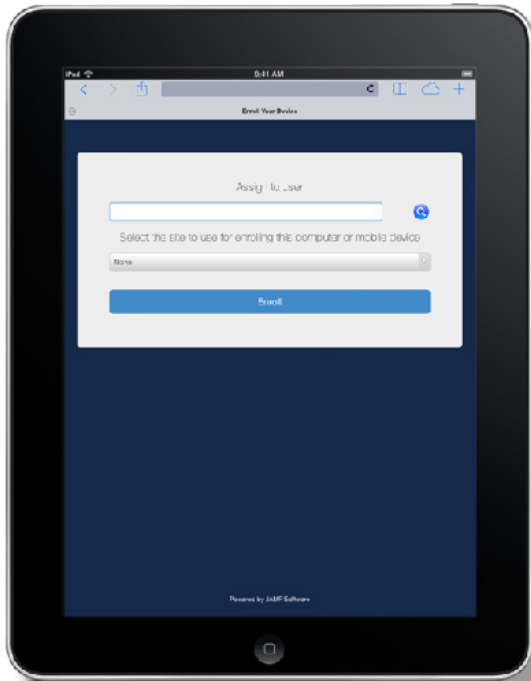 iPad 9:41 AM
Enroll Your Device
Assign to user
Select the site to use for enrolling this computer or mobile device
None
Enroll
Powered by JAMF Software